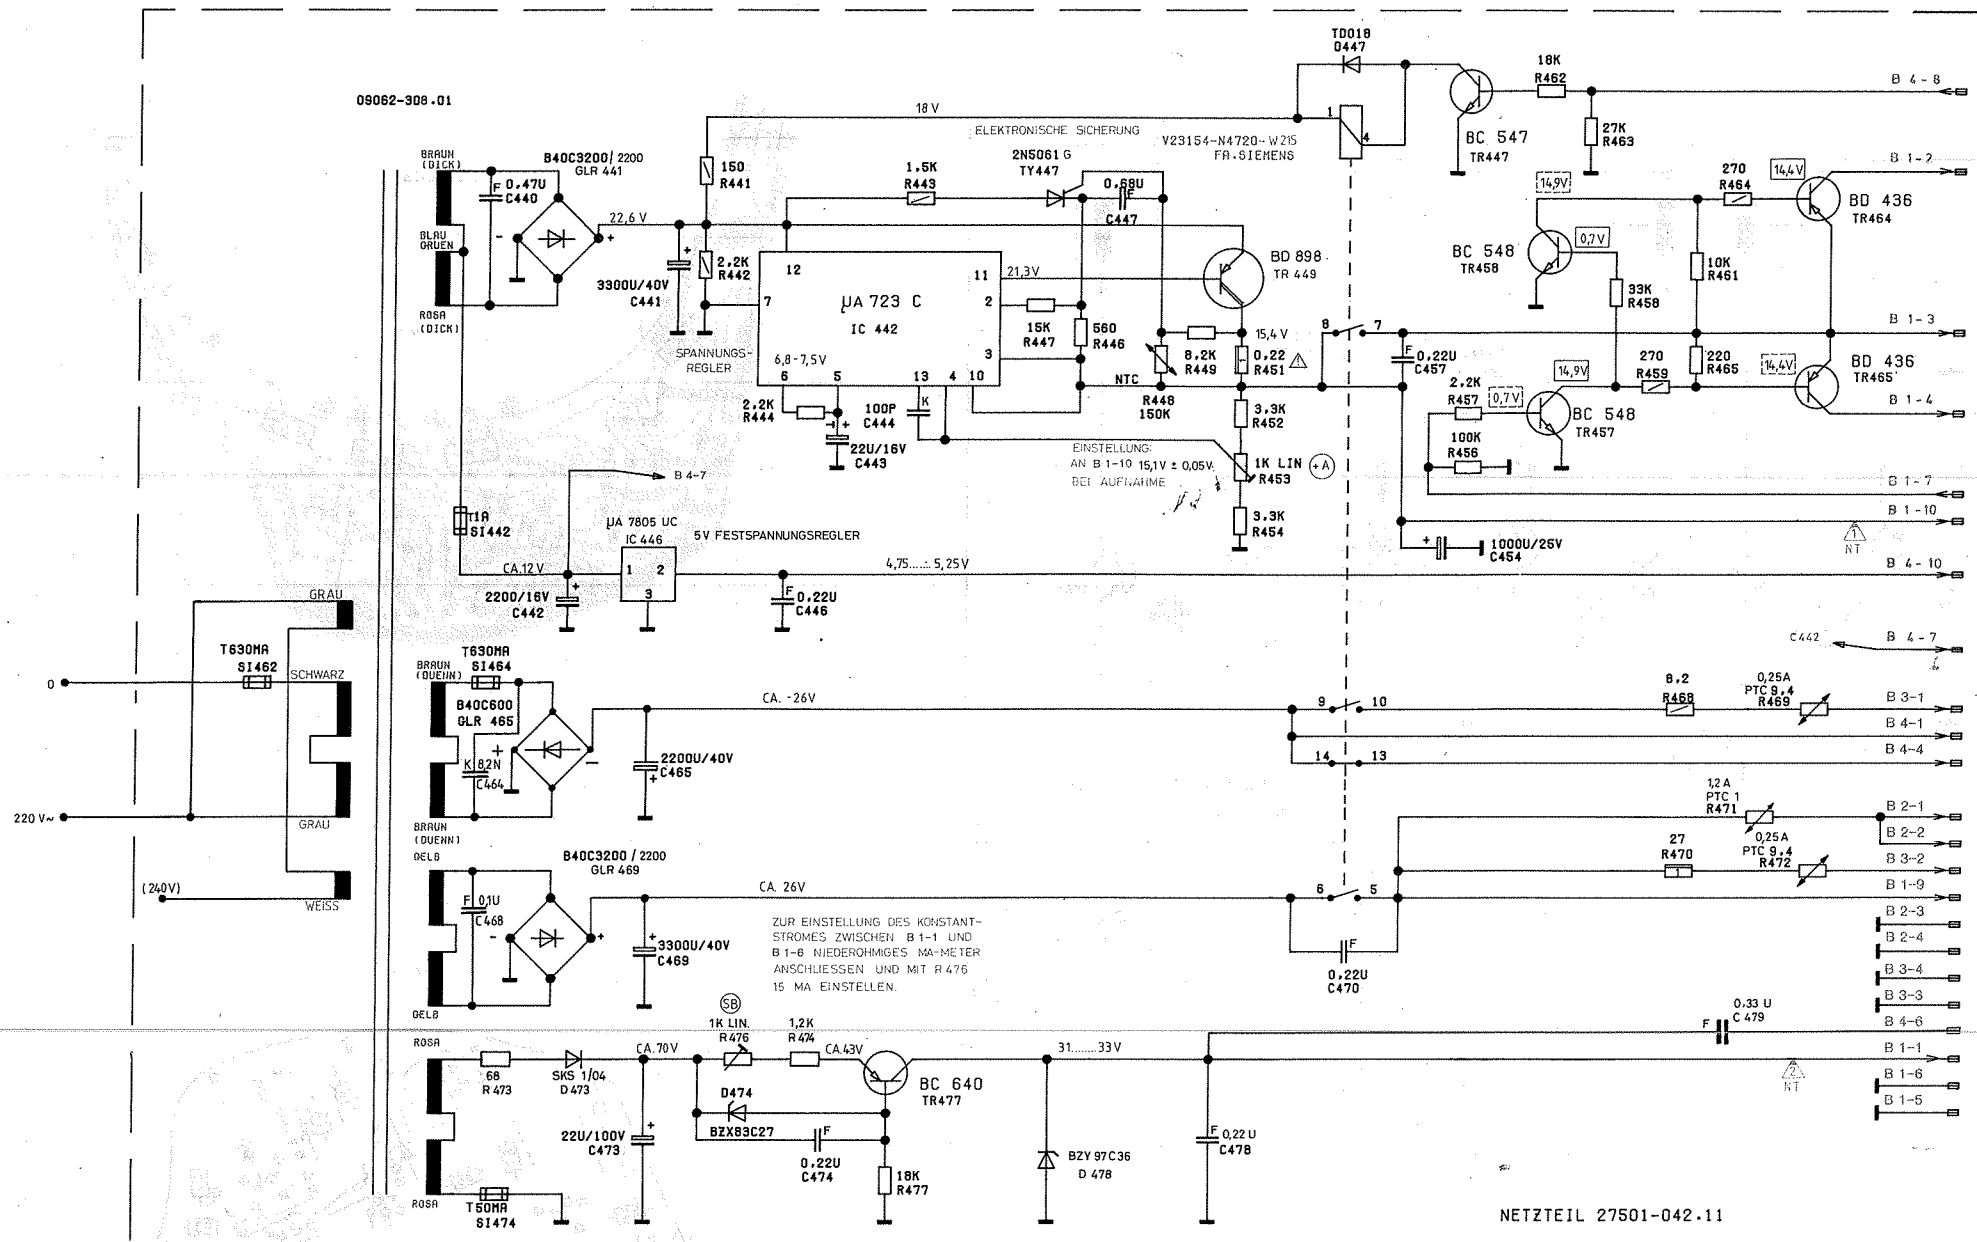 09062-308.01
BRAUN
(DICK)
BLAU
GRUEN
ROSA
(DICK)
F 0.47U
C440
B40C3200/2200
GLR 441
-
+
22,6 V
3300U/40V
C441
+
18 V
150
R441
2.2K
R442
ELEKTRONISCHE SICHERUNG
1.5K
R443
2N5061 G
TY447
0.68U
F
C447
V23154-N4720-W215
FA.SIEMENS
TD018
D447
1
4
BC 547
TR447
18K
R462
27K
R463
B 4-8
B 1-2
270
R464
14,4V
BD 436
TR464
14,9V
BC 548
TR458
0,7V
10K
R461
33K
R458
B 1-3
270
R459
220
R465
14,4V
BD 436
TR465
B 1-4
14,9V
2.2K
R457
0,7V
BC 548
TR457
100K
R456
B 1-7
B 1-10
1
NT
1000U/25V
C454
+
B 4-10
12
7
11
2
3
6
5
13
4
10
µA 723 C
IC 442
6,8-7,5V
SPANNUNGS-
REGLER
21,3V
BD 898
TR 449
15K
R447
560
R446
15,4 V
8.2K
R449
0.22
R451
NTC
R448
150K
8
7
F
0.22U
C457
2.2K
R444
+
22U/16V
C443
100P
C444
K
3.3K
R452
EINSTELLUNG:
AN B 1-10 15,1V ± 0,05V
BEI AUFNAHME
1K LIN
R453
+A
3.3K
R454
B 4-7
T1A
SI442
µA 7805 UC
IC 446
5V FESTSPANNUNGSREGLER
CA.12 V
1
2
3
4,75...... 5,25V
2200/16V
C442
+
F
0.22U
C446
C442
B 4-7
GRAU
T630MA
SI462
SCHWARZ
0
220 V~
GRAU
(240V)
WEISS
BRAUN
(DUENN)
T630MA
SI464
B40C600
GLR 465
+
-
K 8,2N
C464
BRAUN
(DUENN)
CA. -26V
2200U/40V
C465
+
9
10
14
13
8.2
R468
0,25A
PTC 9.4
R469
B 3-1
B 4-1
B 4-4
1,2 A
PTC 1
R471
B 2-1
B 2-2
27
R470
0,25A
PTC 9.4
R472
B 3-2
B 1-9
B 2-3
B 2-4
B 3-4
B 3-3
GELB
B40C3200/2200
GLR 469
F 0,1U
C468
-
+
GELB
CA. 26V
+
3300U/40V
C469
ZUR EINSTELLUNG DES KONSTANT-
STROMES ZWISCHEN B 1-1 UND
B 1-6 NIEDEROHMIGES MA-METER
ANSCHLIESSEN UND MIT R 476
15 MA EINSTELLEN.
6
5
F
0.22U
C470
0.33 U
F C 479
B 4-6
B 1-1
2
NT
B 1-6
B 1-5
ROSA
68
R 473
SKS 1/04
D 473
CA.70V
SB
1K LIN.
R476
1,2K
R 474
CA.43V
BC 640
TR477
31......33V
D474
BZX83C27
+
22U/100V
C473
F
0.22U
C474
18K
R477
BZY 97C36
D 478
F 0,22 U
C478
ROSA
T50MA
SI474
NETZTEIL 27501-042.11